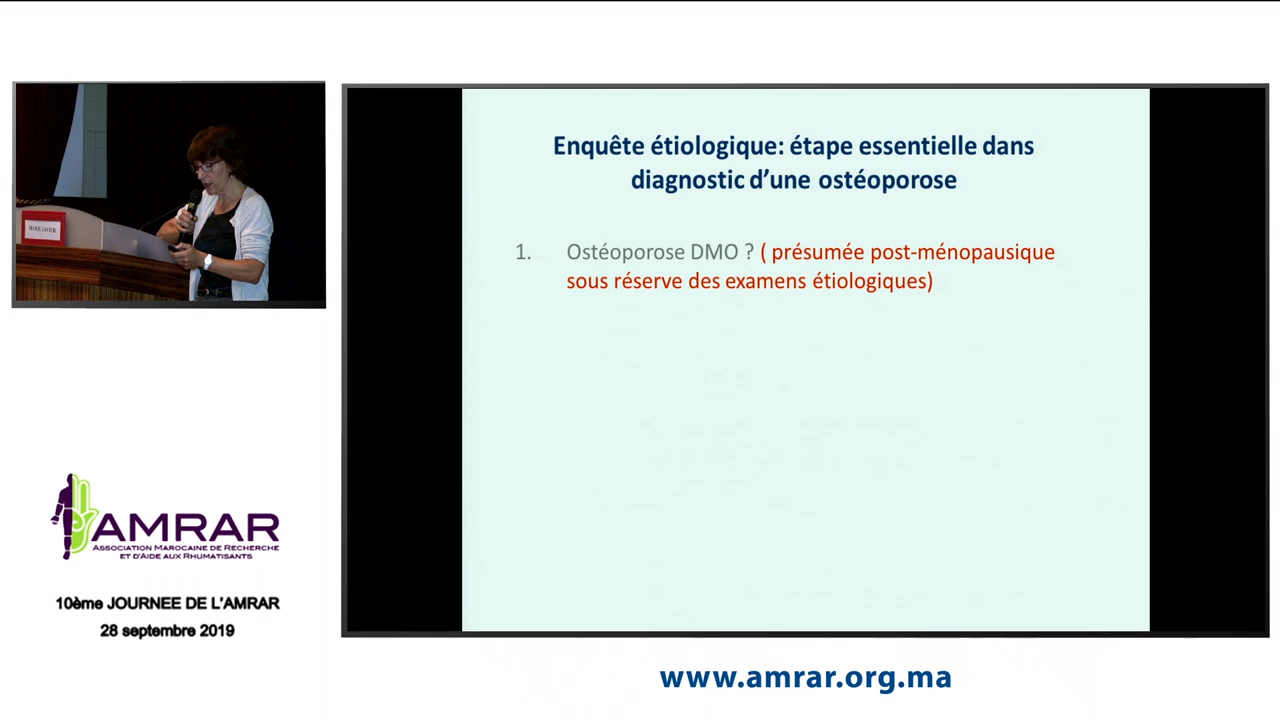 Enquête étiologique: étape essentielle dans
diagnostic d’une ostéoporose
1. Ostéoporose DMO ? ( présumée post-ménopausique
sous réserve des examens étiologiques)
AMRAR
ASSOCIATION MAROCAINE DE RECHERCHE
ET D'AIDE AUX RHUMATISANTS
10ème JOURNEE DE L'AMRAR
28 septembre 2019
www.amrar.org.ma